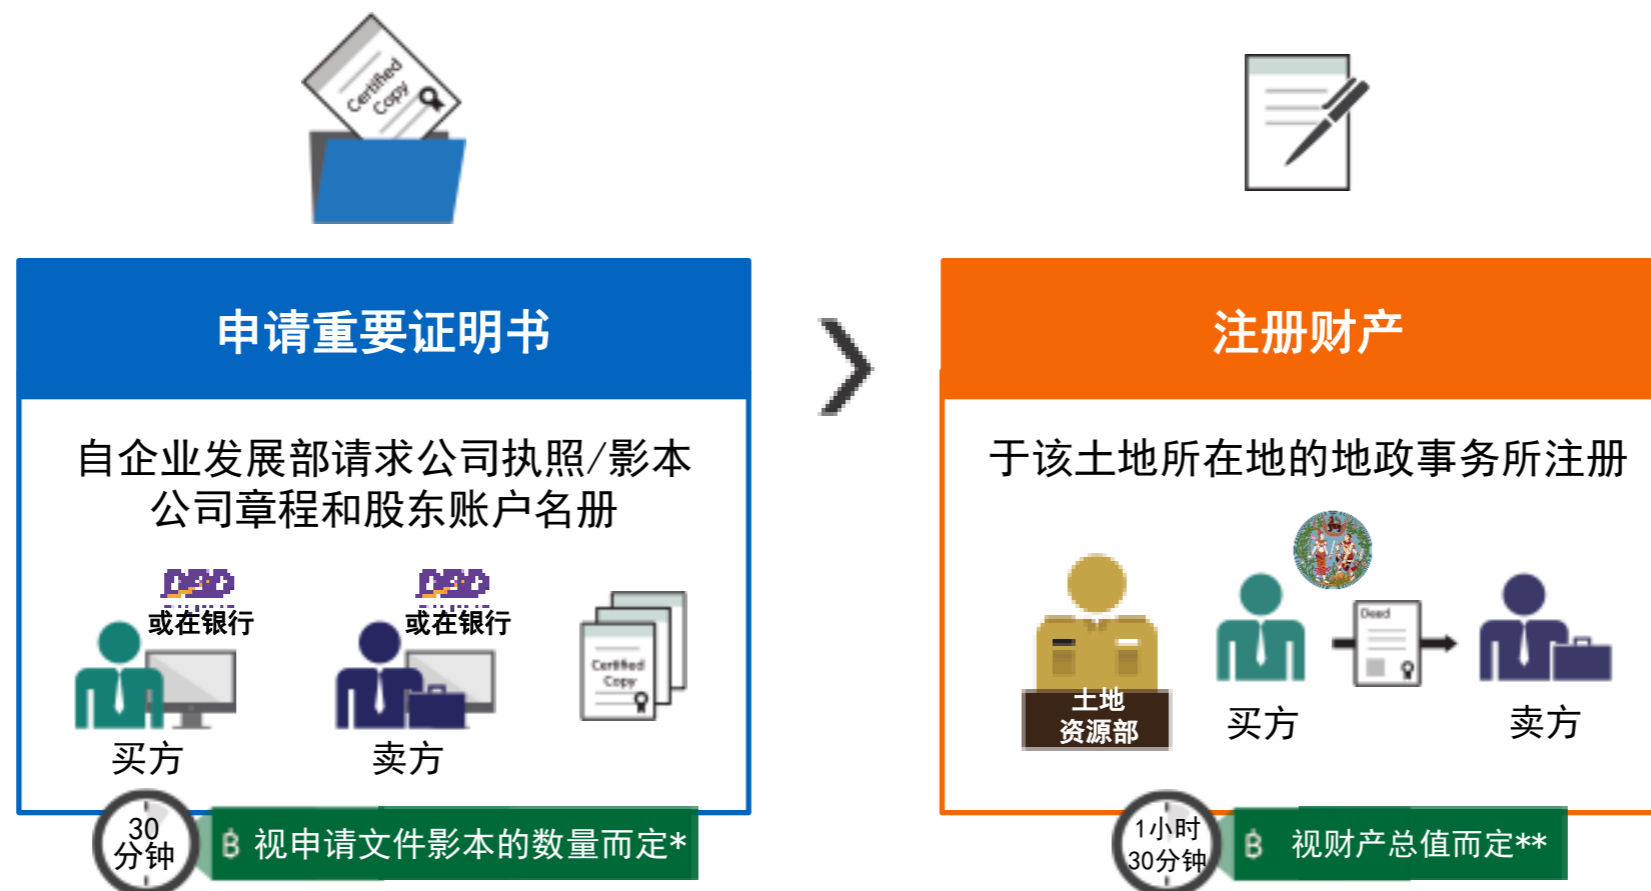 Certified
Copy
申请重要证明书
自企业发展部请求公司执照/影本
公司章程和股东账户名册
或在银行
或在银行
Certified
Copy
买方
卖方
30
分钟
฿ 视申请文件影本的数量而定*
注册财产
于该土地所在地的地政事务所注册
Deed
土地
资源部
买方
卖方
1小时
30分钟
฿ 视财产总值而定**